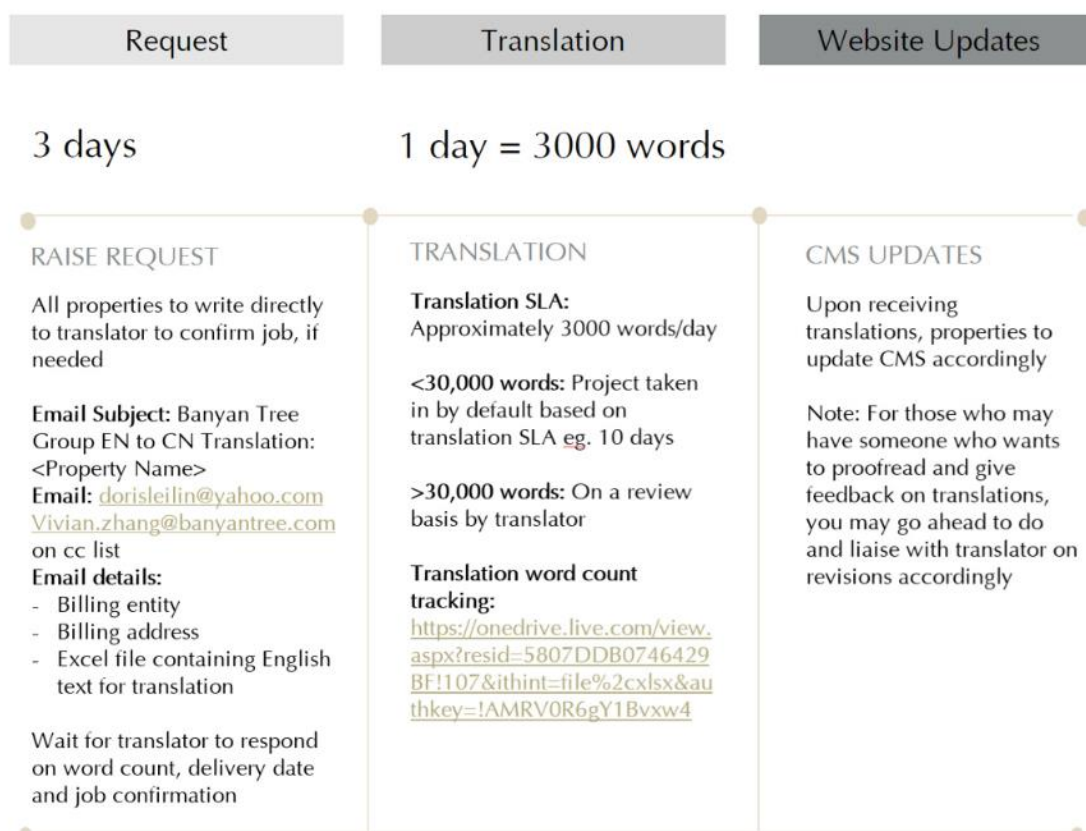 Request
Translation
Website Updates
3 days
1 day = 3000 words
RAISE REQUEST
All properties to write directly
to translator to confirm job, if
needed
Email Subject: Banyan Tree
Group EN to CN Translation:
<Property Name>
Email: dorisleilin@yahoo.com
Vivian.zhang@banyantree.com
on cc list
Email details:
- Billing entity
- Billing address
- Excel file containing English
text for translation
Wait for translator to respond
on word count, delivery date
and job confirmation
TRANSLATION
Translation SLA:
Approximately 3000 words/day
<30,000 words: Project taken
in by default based on
translation SLA eg. 10 days
>30,000 words: On a review
basis by translator
Translation word count
tracking:
https://onedrive.live.com/view.
aspx?resid=5807DDB0746429
BF!107&ithint=file%2cxlsx&au
thkey=!AMRV0R6gY1Bvxw4
CMS UPDATES
Upon receiving
translations, properties to
update CMS accordingly
Note: For those who may
have someone who wants
to proofread and give
feedback on translations,
you may go ahead to do
and liaise with translator on
revisions accordingly